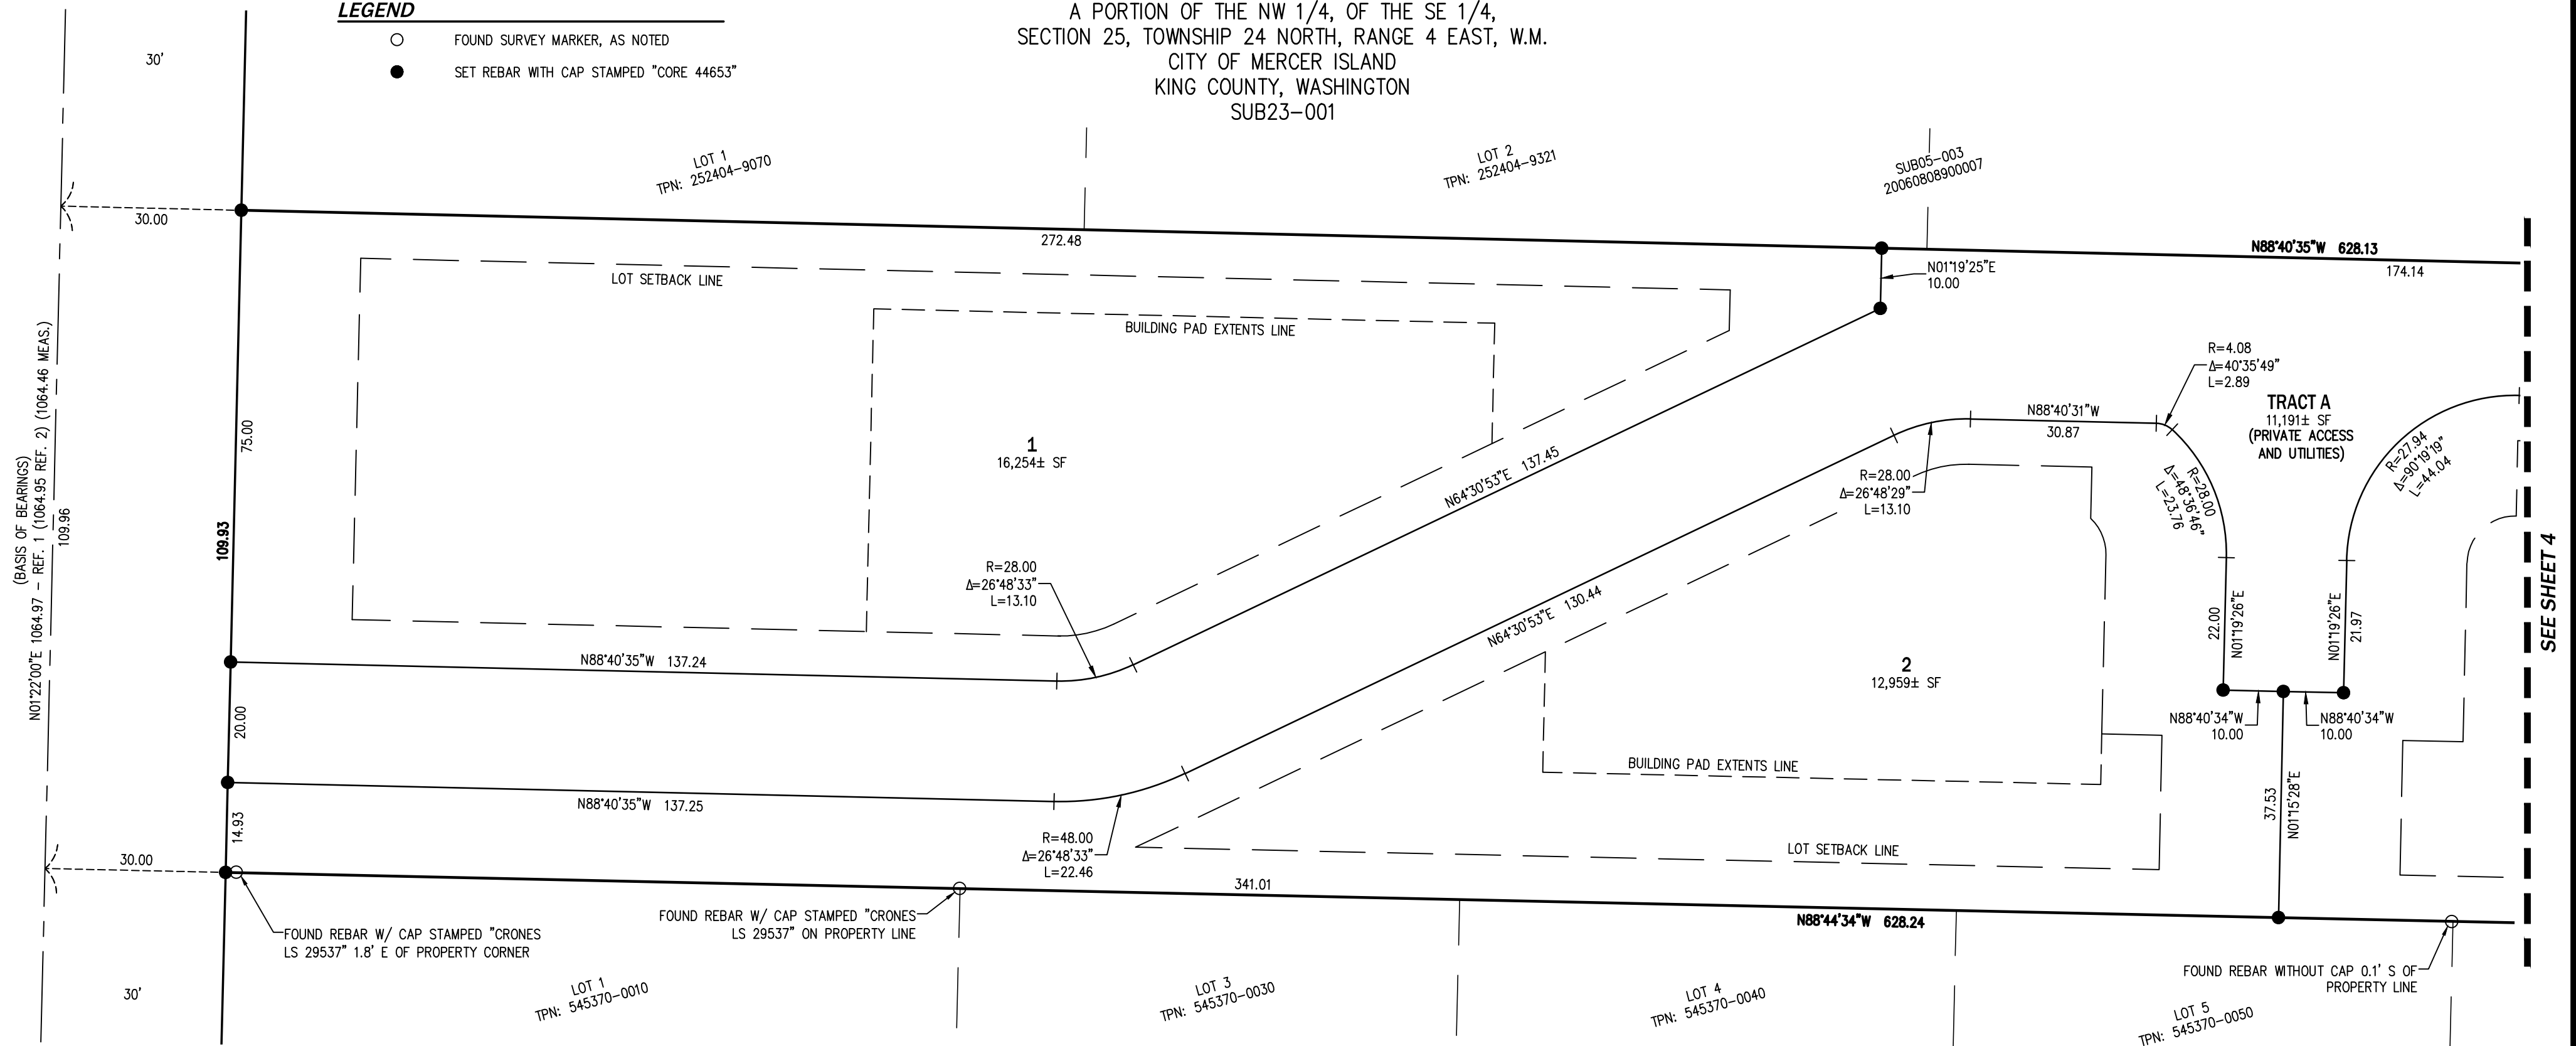 LEGEND
FOUND SURVEY MARKER, AS NOTED
SET REBAR WITH CAP STAMPED "CORE 44653"
A PORTION OF THE NW 1/4, OF THE SE 1/4,
SECTION 25, TOWNSHIP 24 NORTH, RANGE 4 EAST, W.M.
CITY OF MERCER ISLAND
KING COUNTY, WASHINGTON
SUB23-001
30'
LOT 1
TPN: 252404-9070
LOT 2
TPN: 252404-9321
SUB05-003
20060808900007
30.00
272.48
N88°40'35"W 628.13
174.14
N01°19'25"E
10.00
LOT SETBACK LINE
BUILDING PAD EXTENTS LINE
(BASIS OF BEARINGS)
N01°22'00"E 1064.97 - REF. 1 (1064.95 REF. 2) (1064.46 MEAS.)
109.96
109.93
75.00
1
16,254± SF
N64°30'53"E 137.45
R=4.08
Δ=40°35'49"
L=2.89
N88°40'31"W
30.87
TRACT A
11,191± SF
(PRIVATE ACCESS
AND UTILITIES)
R=27.94
Δ=90°19'19"
L=44.04
R=28.00
Δ=48°36'46"
L=23.76
R=28.00
Δ=26°48'29"
L=13.10
R=28.00
Δ=26°48'33"
L=13.10
N64°30'53"E 130.44
22.00
N01°19'26"E
N01°19'26"E
21.97
SEE SHEET 4
N88°40'35"W 137.24
2
12,959± SF
20.00
N88°40'34"W
10.00
N88°40'34"W
10.00
BUILDING PAD EXTENTS LINE
N88°40'35"W 137.25
14.93
37.53
N01°15'28"E
R=48.00
Δ=26°48'33"
L=22.46
LOT SETBACK LINE
30.00
341.01
N88°44'34"W 628.24
FOUND REBAR W/ CAP STAMPED "CRONES
LS 29537" 1.8' E OF PROPERTY CORNER
FOUND REBAR W/ CAP STAMPED "CRONES
LS 29537" ON PROPERTY LINE
FOUND REBAR WITHOUT CAP 0.1' S OF
PROPERTY LINE
30'
LOT 1
TPN: 545370-0010
LOT 3
TPN: 545370-0030
LOT 4
TPN: 545370-0040
LOT 5
TPN: 545370-0050